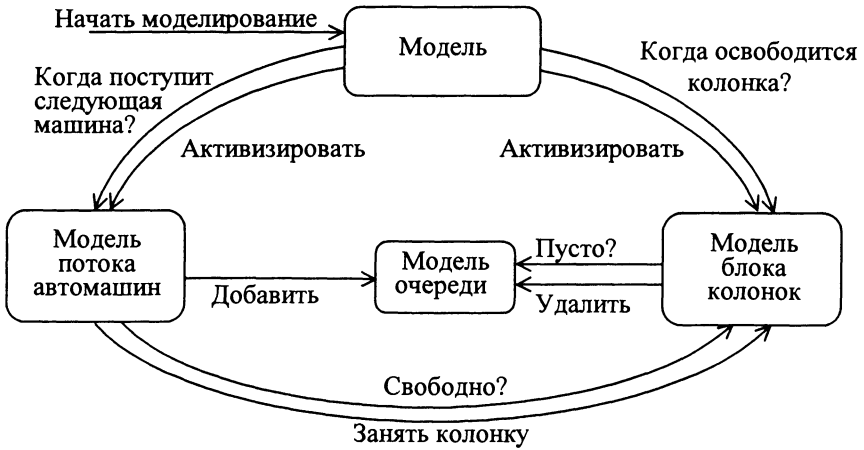 Начать моделирование
Модель
Когда поступит
следующая
машина?
Когда освободится
колонка?
Активизировать
Активизировать
Модель
потока
автомашин
Добавить
Модель
очереди
Пусто?
Удалить
Модель
блока
колонок
Свободно?
Занять колонку